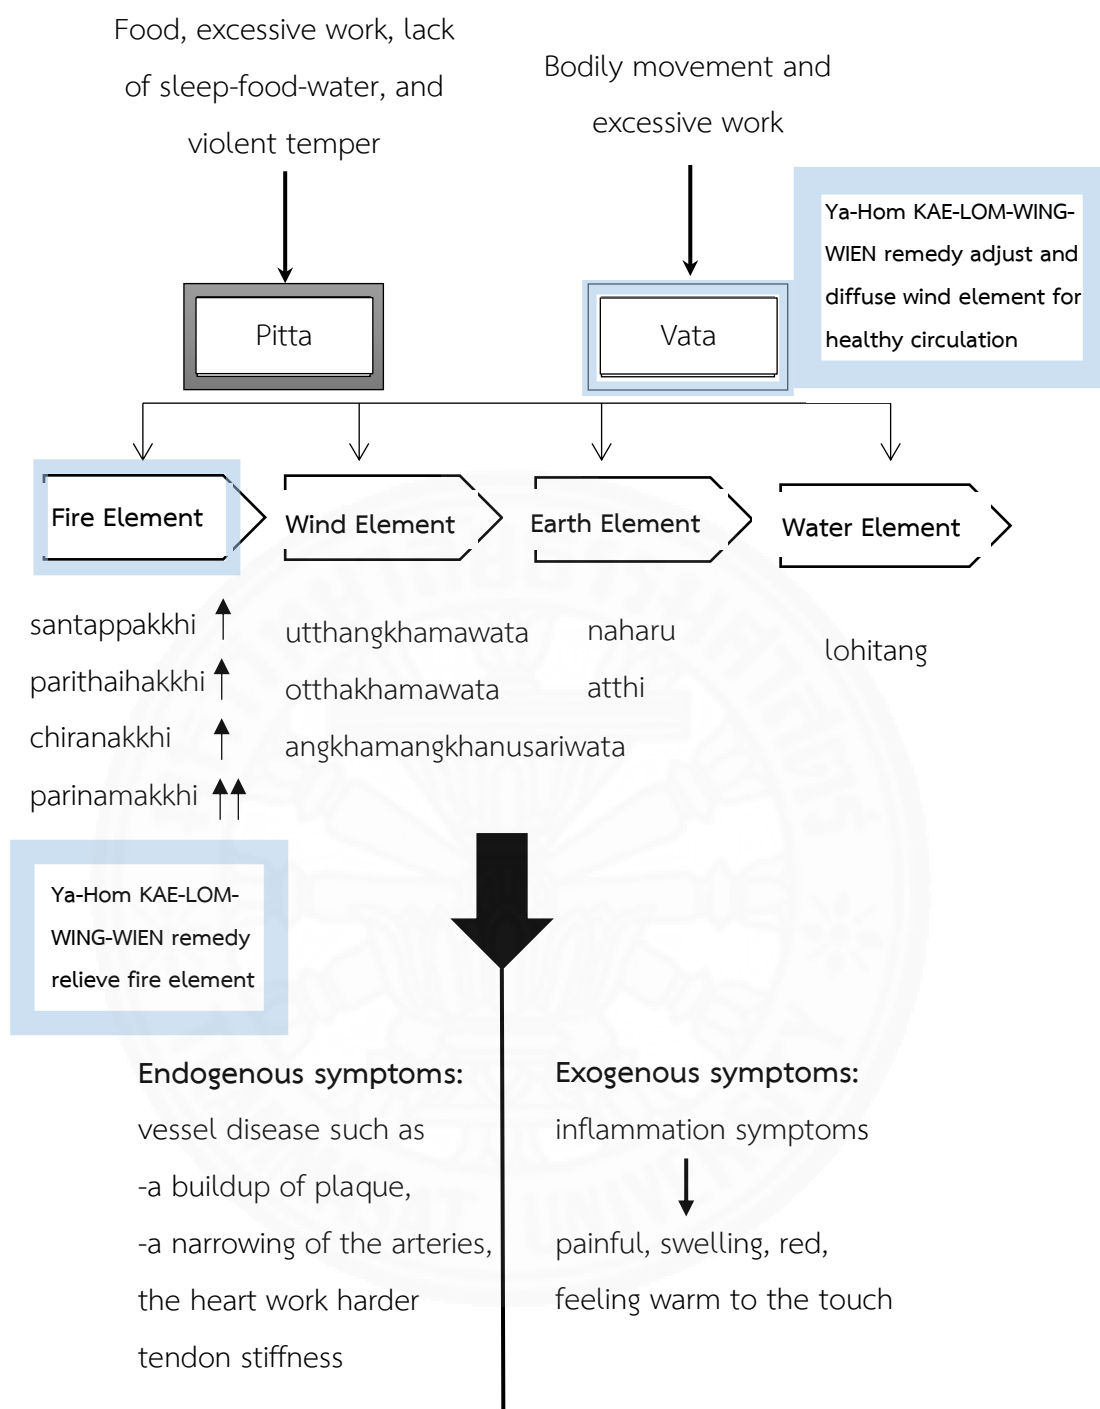 Food, excessive work, lack
of sleep-food-water, and
violent temper
Bodily movement and
excessive work
Ya-Hom KAE-LOM-WING-
WIEN remedy adjust and
diffuse wind element for
healthy circulation
Pitta
Vata
Fire Element
Wind Element
Earth Element
Water Element
santappakkhi
parithaihakkhi
chiranakkhi
parinamakkhi
utthangkhamawata
otthakhamawata
angkhamangkhanusariwata
naharu
atthi
lohitang
Ya-Hom KAE-LOM-
WING-WIEN remedy
relieve fire element
Endogenous symptoms:
vessel disease such as
-a buildup of plaque,
-a narrowing of the arteries,
the heart work harder
tendon stiffness
Exogenous symptoms:
inflammation symptoms
painful, swelling, red,
feeling warm to the touch